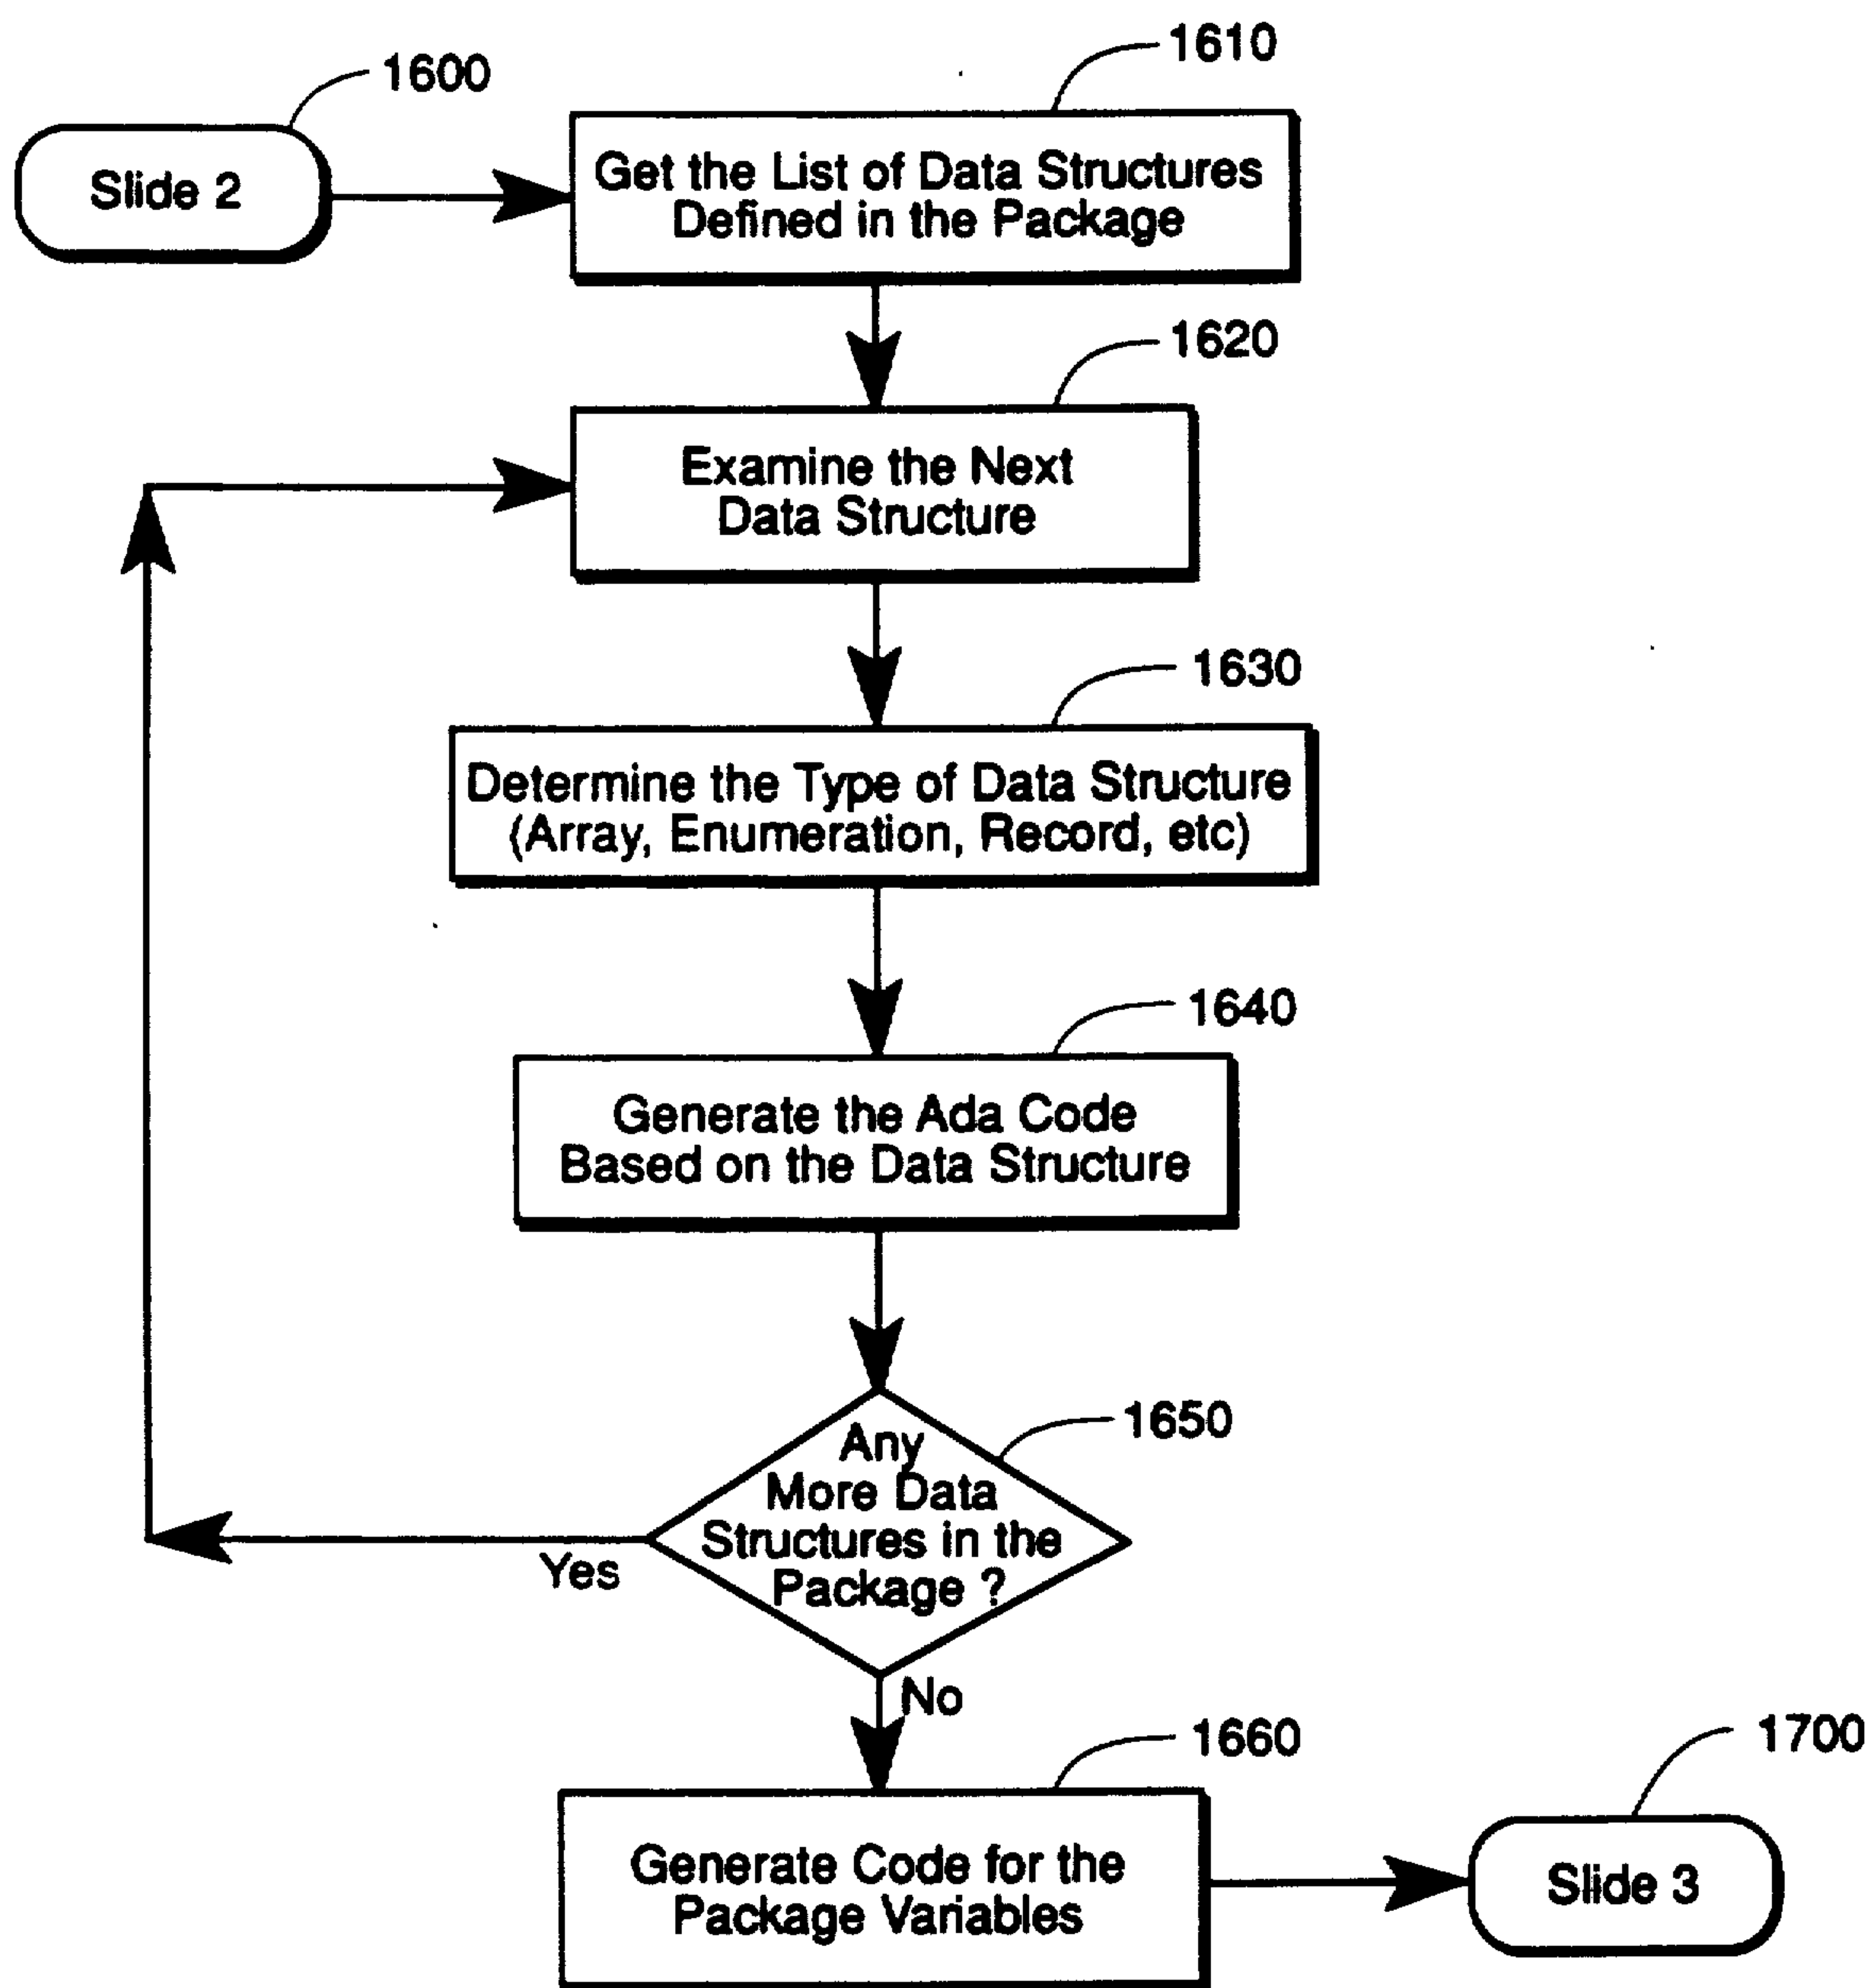 1600
Slide 2
1610
Get the List of Data Structures
Defined in the Package
1620
Examine the Next
Data Structure
1630
Determine the Type of Data Structure
(Array, Enumeration, Record, etc)
1640
Generate the Ada Code
Based on the Data Structure
1650
Any
More Data
Structures in the
Package ?
Yes
No
1660
Generate Code for the
Package Variables
1700
Slide 3